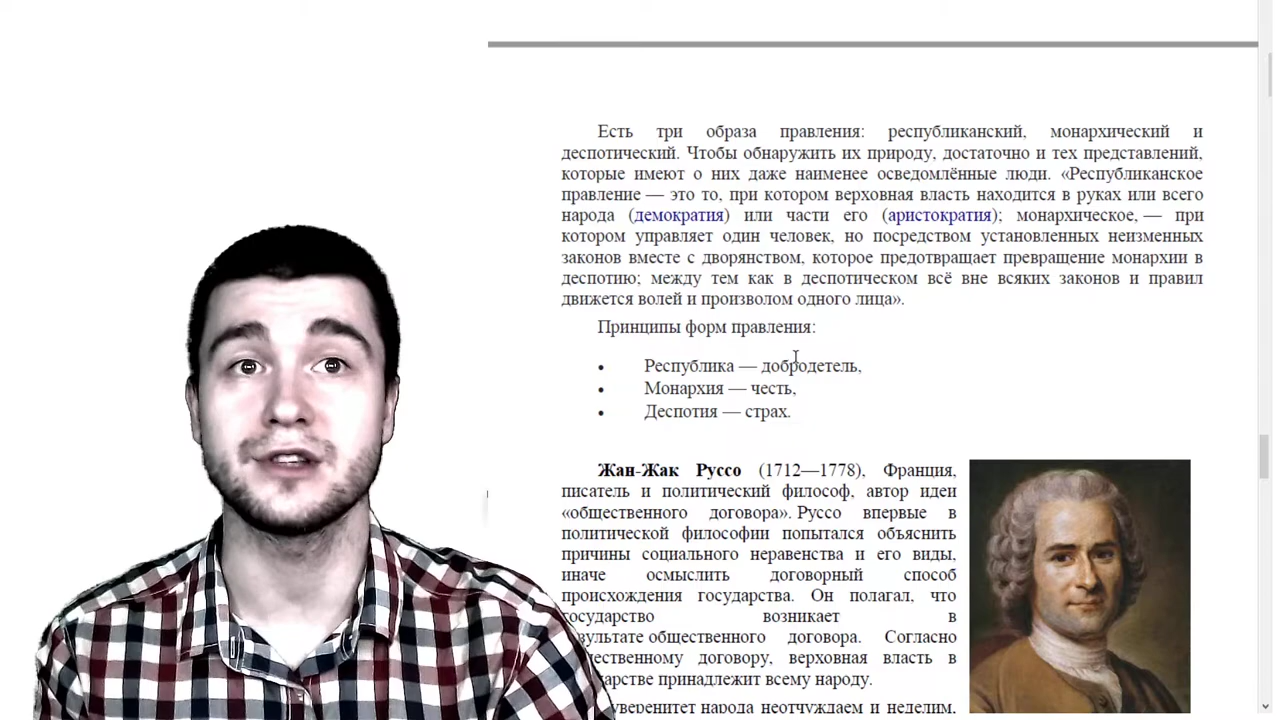 Есть три образа правления: республиканский, монархический и
деспотический. Чтобы обнаружить их природу, достаточно и тех представлений,
которые имеют о них даже наименее осведомлённые люди. «Республиканское
правление — это то, при котором верховная власть находится в руках или всего
народа (демократия) или части его (аристократия); монархическое, — при
котором управляет один человек, но посредством установленных неизменных
законов вместе с дворянством, которое предотвращает превращение монархии в
деспотию; между тем как в деспотическом всё вне всяких законов и правил
движется волей и произволом одного лица».
Принципы форм правления:
• Республика — добродетель,
• Монархия — честь,
• Деспотия — страх.
Жан-Жак Руссо (1712—1778), Франция,
писатель и политический философ, автор идеи
«общественного договора». Руссо впервые в
политической философии попытался объяснить
причины социального неравенства и его виды,
иначе осмыслить договорный способ
происхождения государства. Он полагал, что
государство возникает в
общественного договора. Согласно
договору, верховная власть в
принадлежит всему народу.
народа неотчуждаем и неделим.